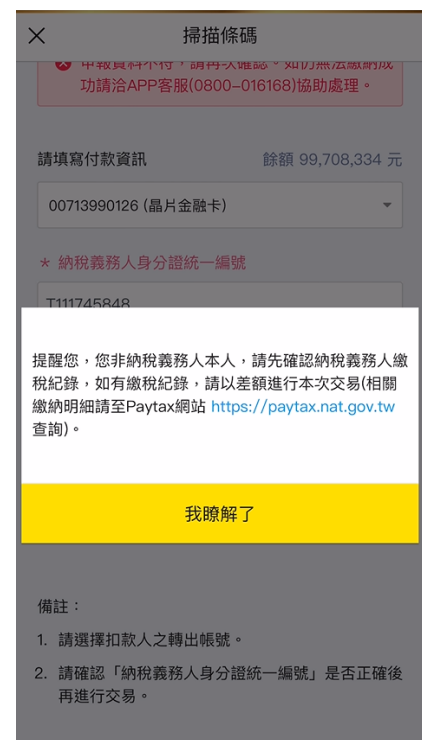 掃描條碼
申報資料不符，請再次確認。如仍無法繳納成
功請洽APP客服(0800-016168)協助處理。
請填寫付款資訊 餘額 99,708,334 元
00713990126 (晶片金融卡)
* 納稅義務人身分證統一編號
T111745848
提醒您，您非納稅義務人本人，請先確認納稅義務人繳
稅紀錄，如有繳稅紀錄，請以差額進行本次交易(相關
繳納明細請至Paytax網站 https://paytax.nat.gov.tw
查詢)。
我瞭解了
備註：
1. 請選擇扣款人之轉出帳號。
2. 請確認「納稅義務人身分證統一編號」是否正確後
再進行交易。